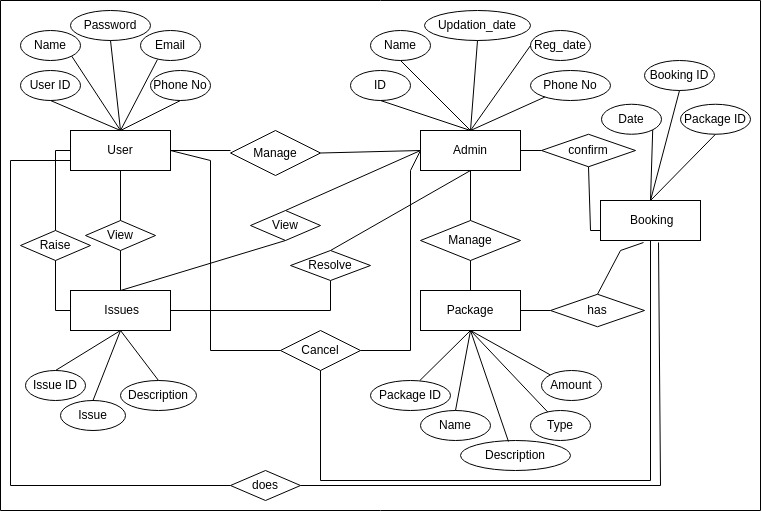 Password
Updation_date
Name
Email
Name
Reg_date
Booking ID
User ID
Phone No
ID
Phone No
Date
Package ID
User
Manage
Admin
confirm
View
Booking
Raise
View
Manage
Resolve
Issues
Package
has
Cancel
Issue ID
Description
Package ID
Amount
Issue
Name
Type
Description
does